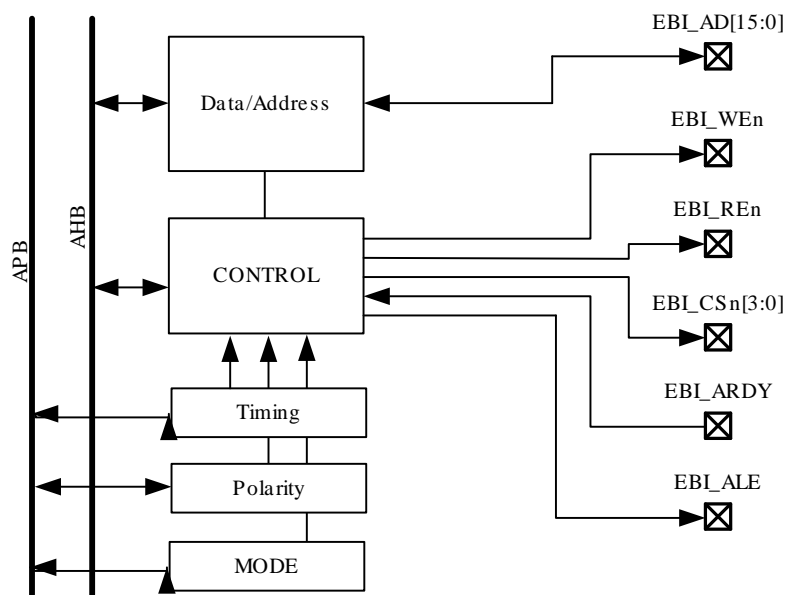 EBI_AD[15:0]
Data/Address
EBI_WEn
EBI_REn
APB
AHB
CONTROL
EBI_CSn[3:0]
EBI_ARDY
Timing
Polarity
EBI_ALE
MODE